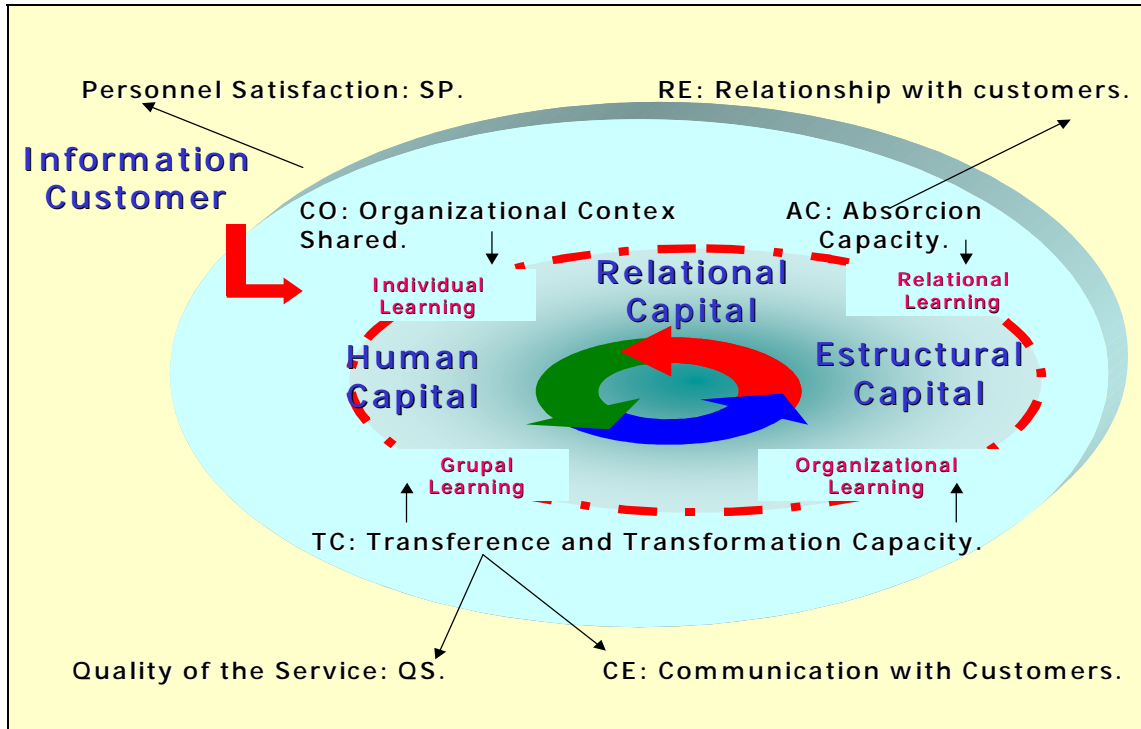 Personnel Satisfaction: SP.
RE: Relationship with customers.
Information
Customer
CO: Organizational Contex
Shared.
AC: Absorcion
Capacity.
Individual
Learning
Relational
Capital
Relational
Learning
Human
Capital
Estructural
Capital
Grupal
Learning
Organizational
Learning
TC: Transference and Transformation Capacity.
Quality of the Service: QS.
CE: Communication with Customers.